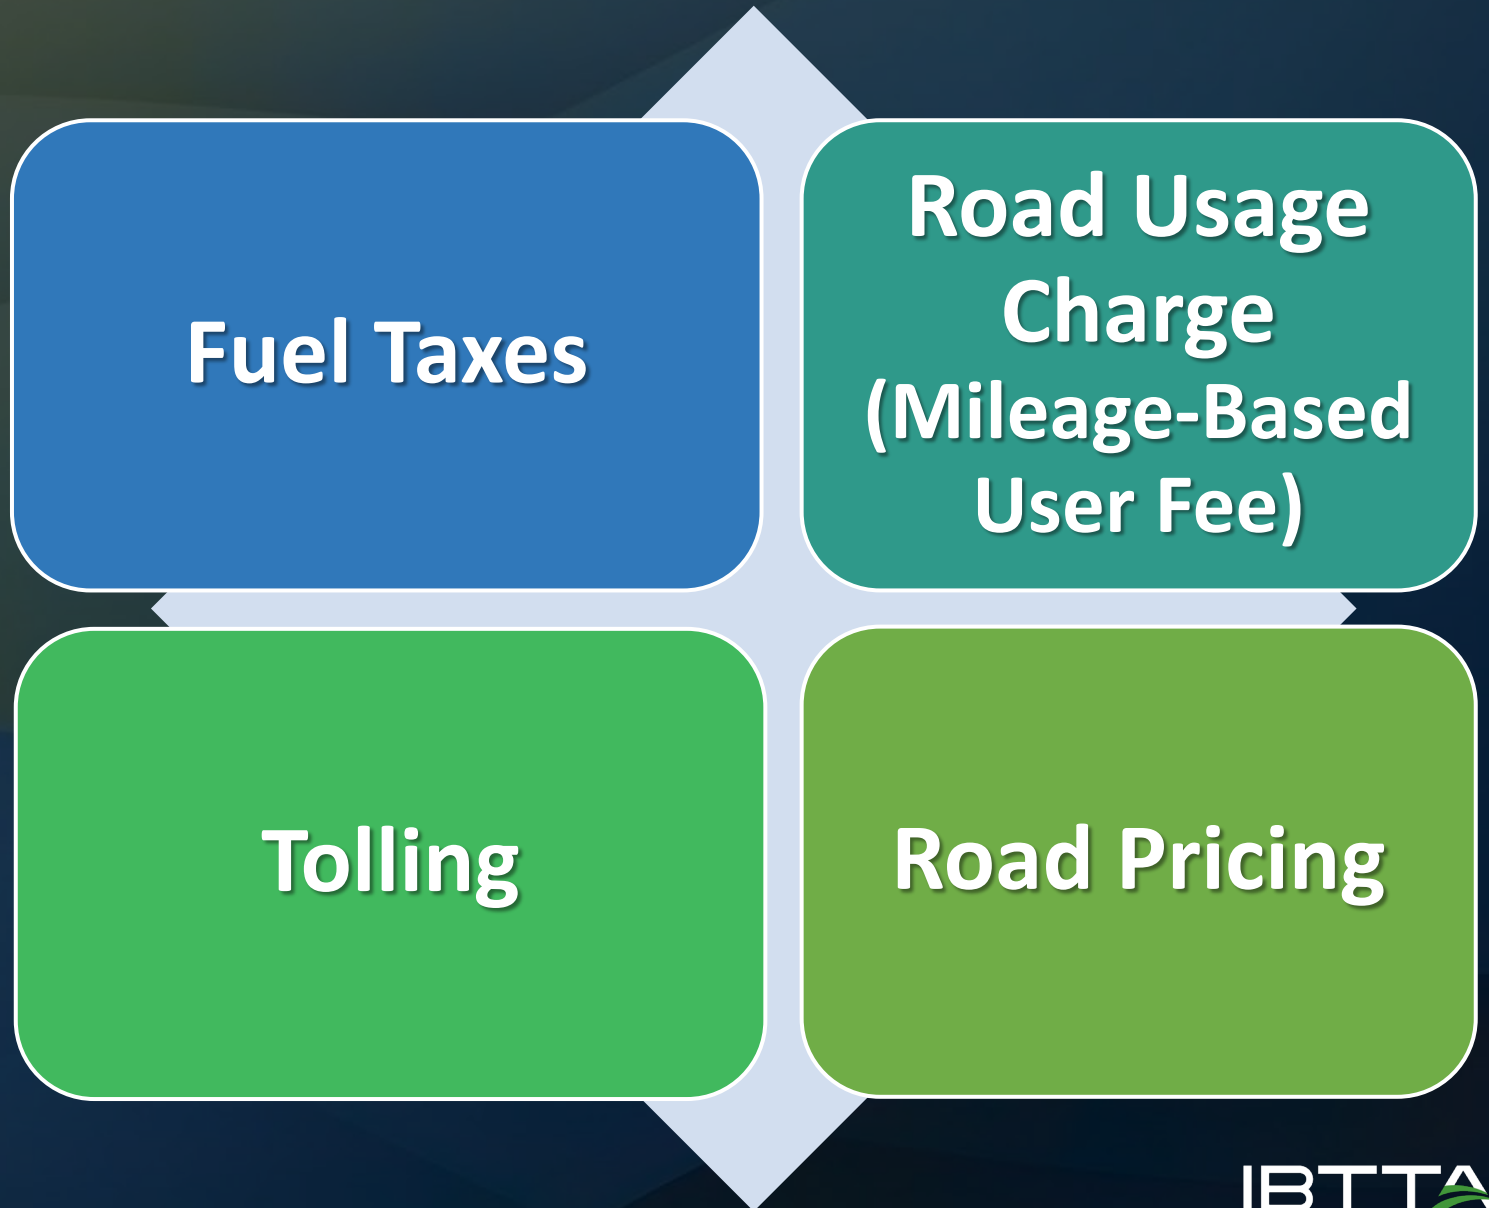 Fuel Taxes
Road Usage
Charge
(Mileage-Based
User Fee)
Tolling
Road Pricing
IBTTA